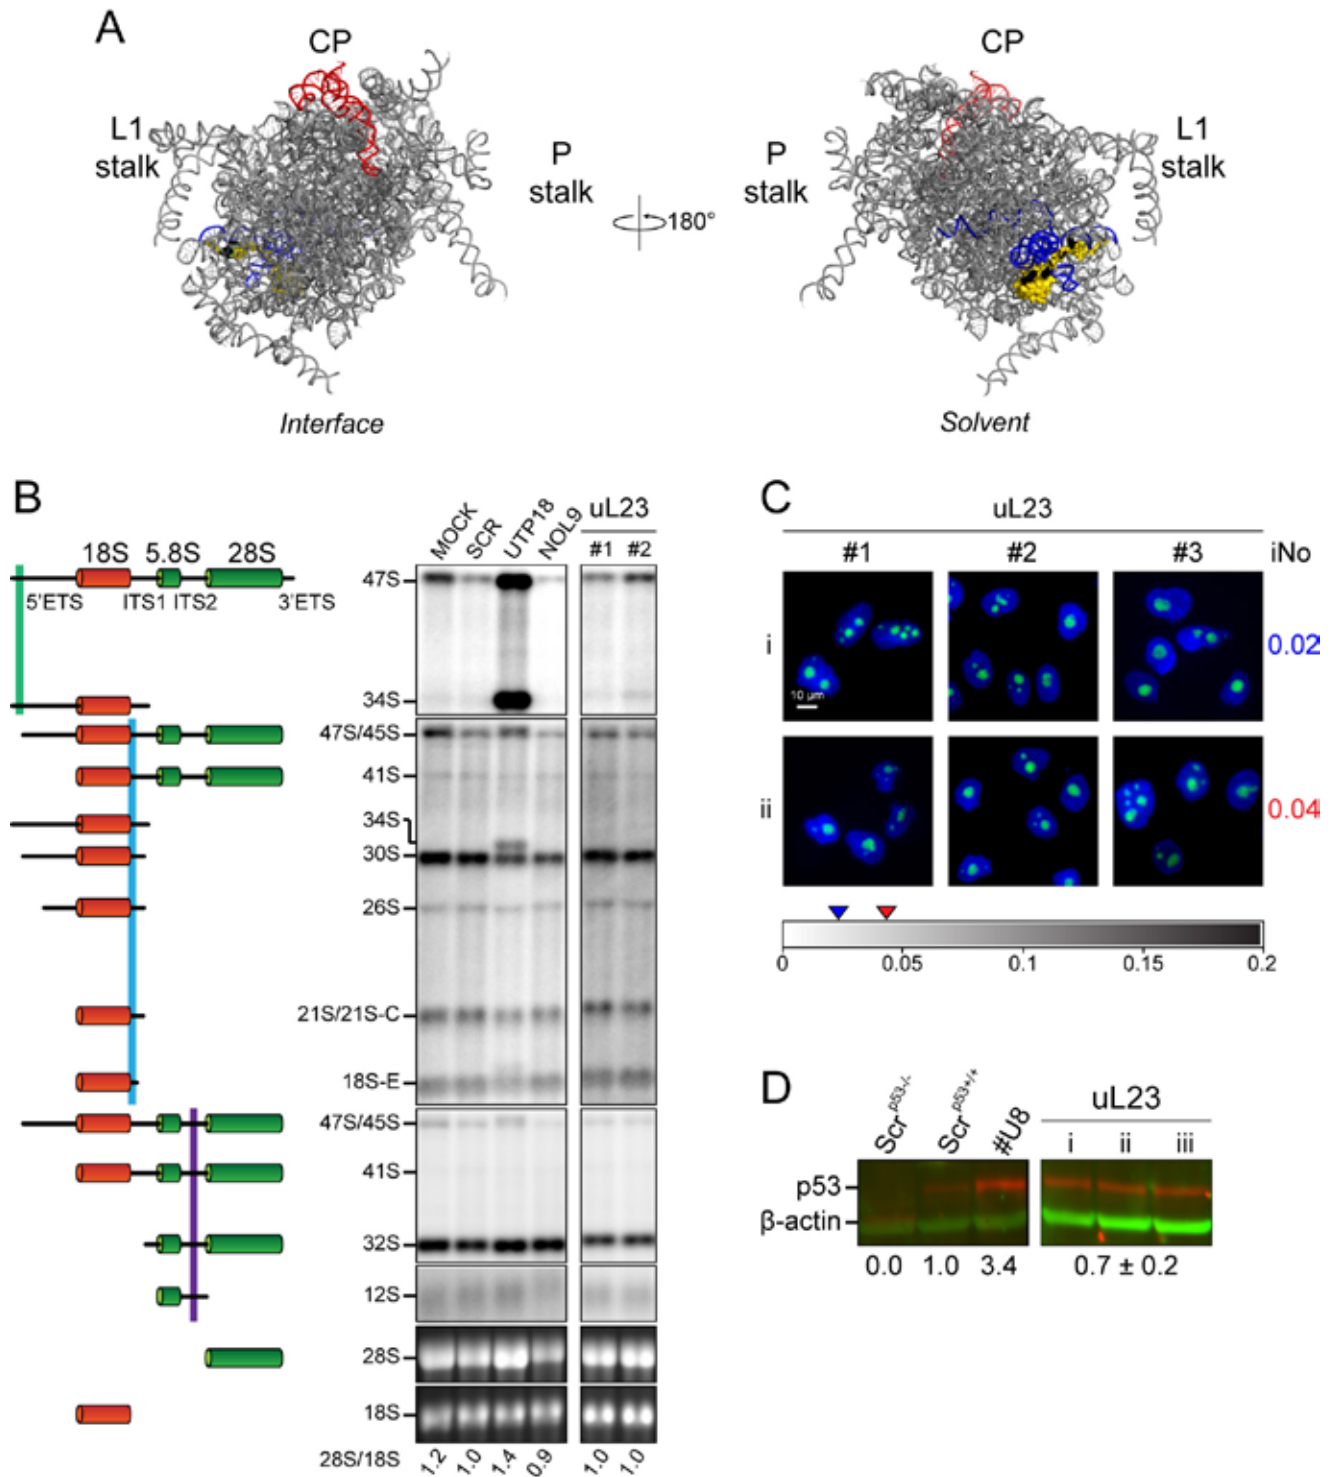 A
CP
L1
stalk
P
stalk
180°
CP
P
stalk
L1
stalk
Interface
Solvent
B
18S 5.8S 28S
5'ETS ITS1 ITS2 3'ETS
MOCK SCR UTP18 NOL9
uL23
#1 #2
47S
34S
47S/45S
41S
34S
30S
26S
21S/21S-C
18S-E
47S/45S
41S
32S
12S
28S
18S
28S/18S 1.2 1.0 1.4 0.9 1.0 1.0
C
uL23
#1 #2 #3 iNo
i 0.02
10 µm
ii 0.04
0 0.05 0.1 0.15 0.2
D
Scr p53-/- Scr p53+/+ #U8
uL23
i ii iii
p53
β-actin
0.0 1.0 3.4 0.7 ± 0.2